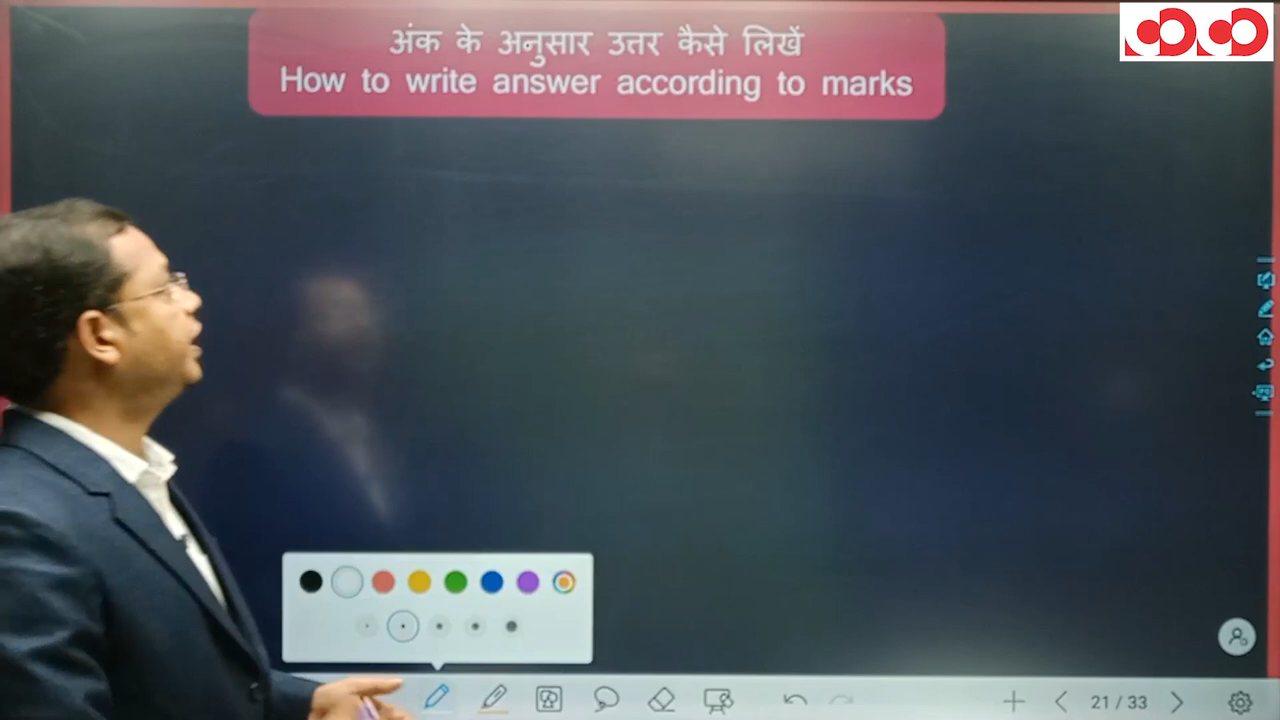 अंक के अनुसार उत्तर कैसे लिखें
How to write answer according to marks
21 / 33